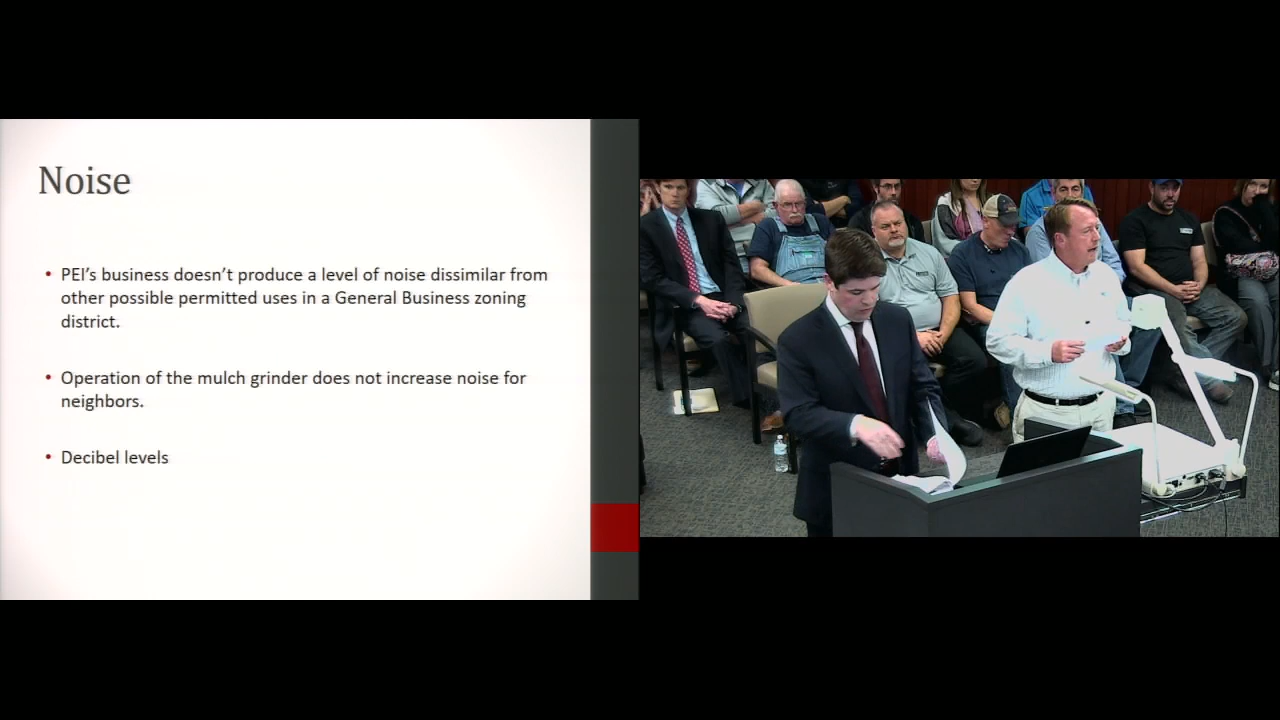 Noise
• PEI's business doesn't produce a level of noise dissimilar from
other possible permitted uses in a General Business zoning
district.
• Operation of the mulch grinder does not increase noise for
neighbors.
• Decibel levels